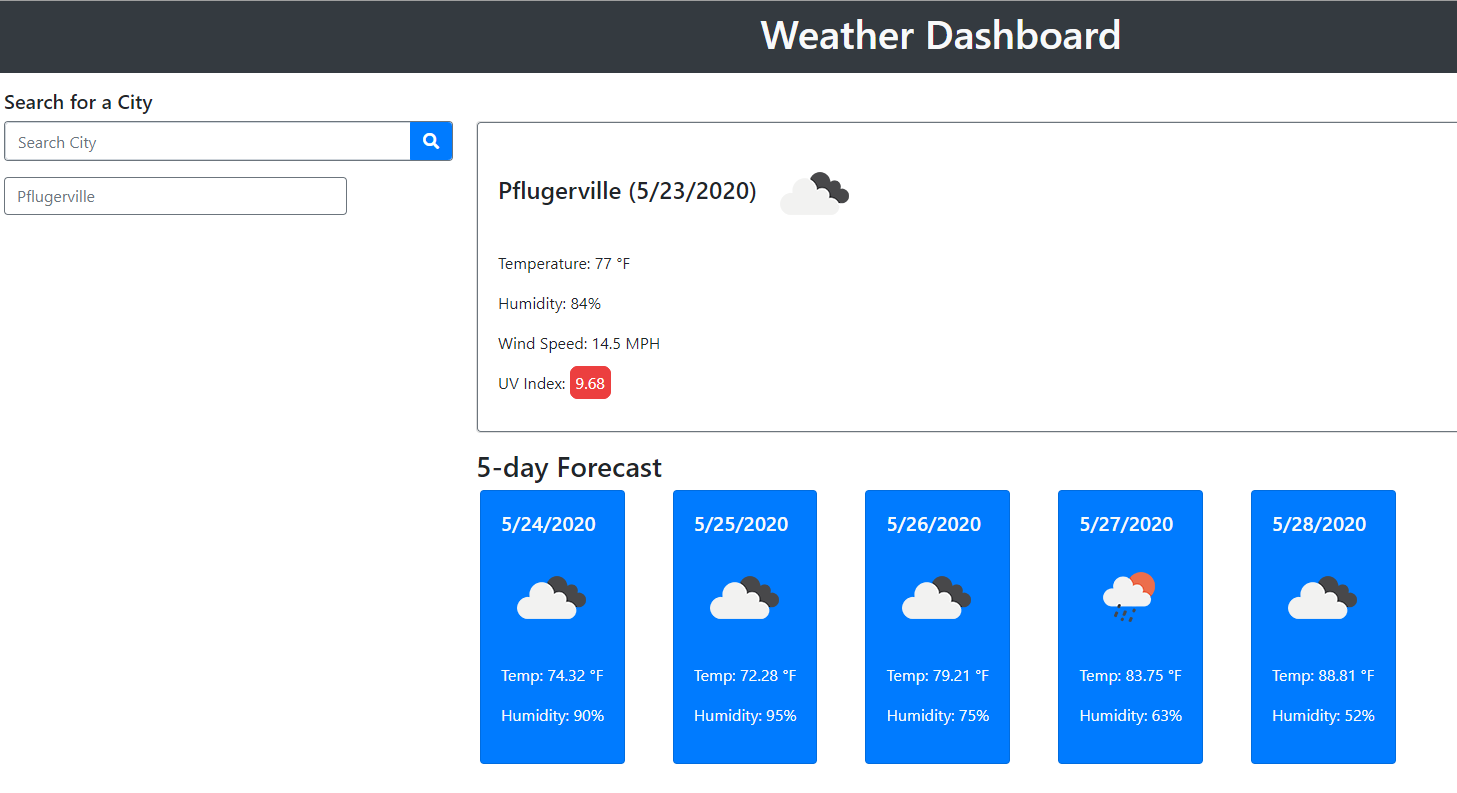 Weather Dashboard
Search for a City
Search City
Pflugerville
Pflugerville (5/23/2020)
Temperature: 77 °F
Humidity: 84%
Wind Speed: 14.5 MPH
UV Index: 9.68
5-day Forecast
5/24/2020
Temp: 74.32 °F
Humidity: 90%
5/25/2020
Temp: 72.28 °F
Humidity: 95%
5/26/2020
Temp: 79.21 °F
Humidity: 75%
5/27/2020
Temp: 83.75 °F
Humidity: 63%
5/28/2020
Temp: 88.81 °F
Humidity: 52%